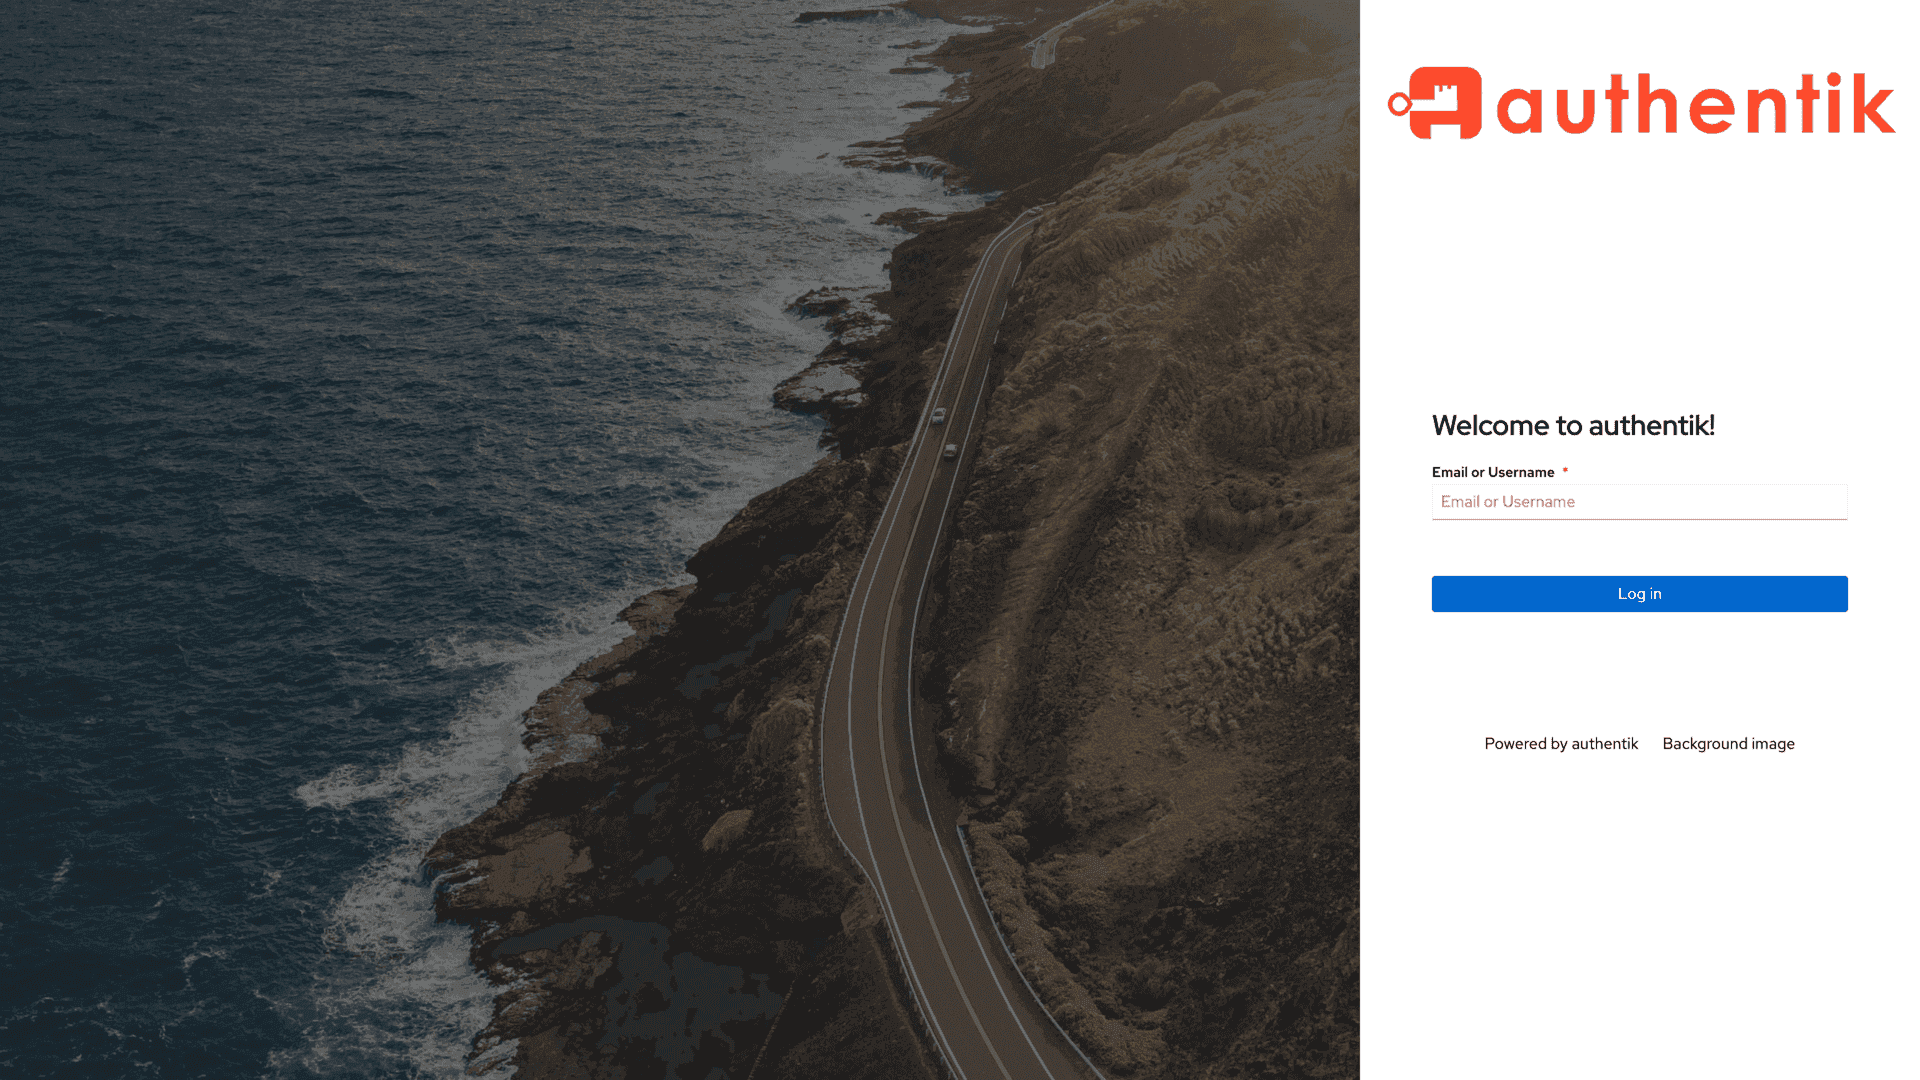 authentik
Welcome to authentik!
Email or Username *
Email or Username
Log in
Powered by authentik Background image